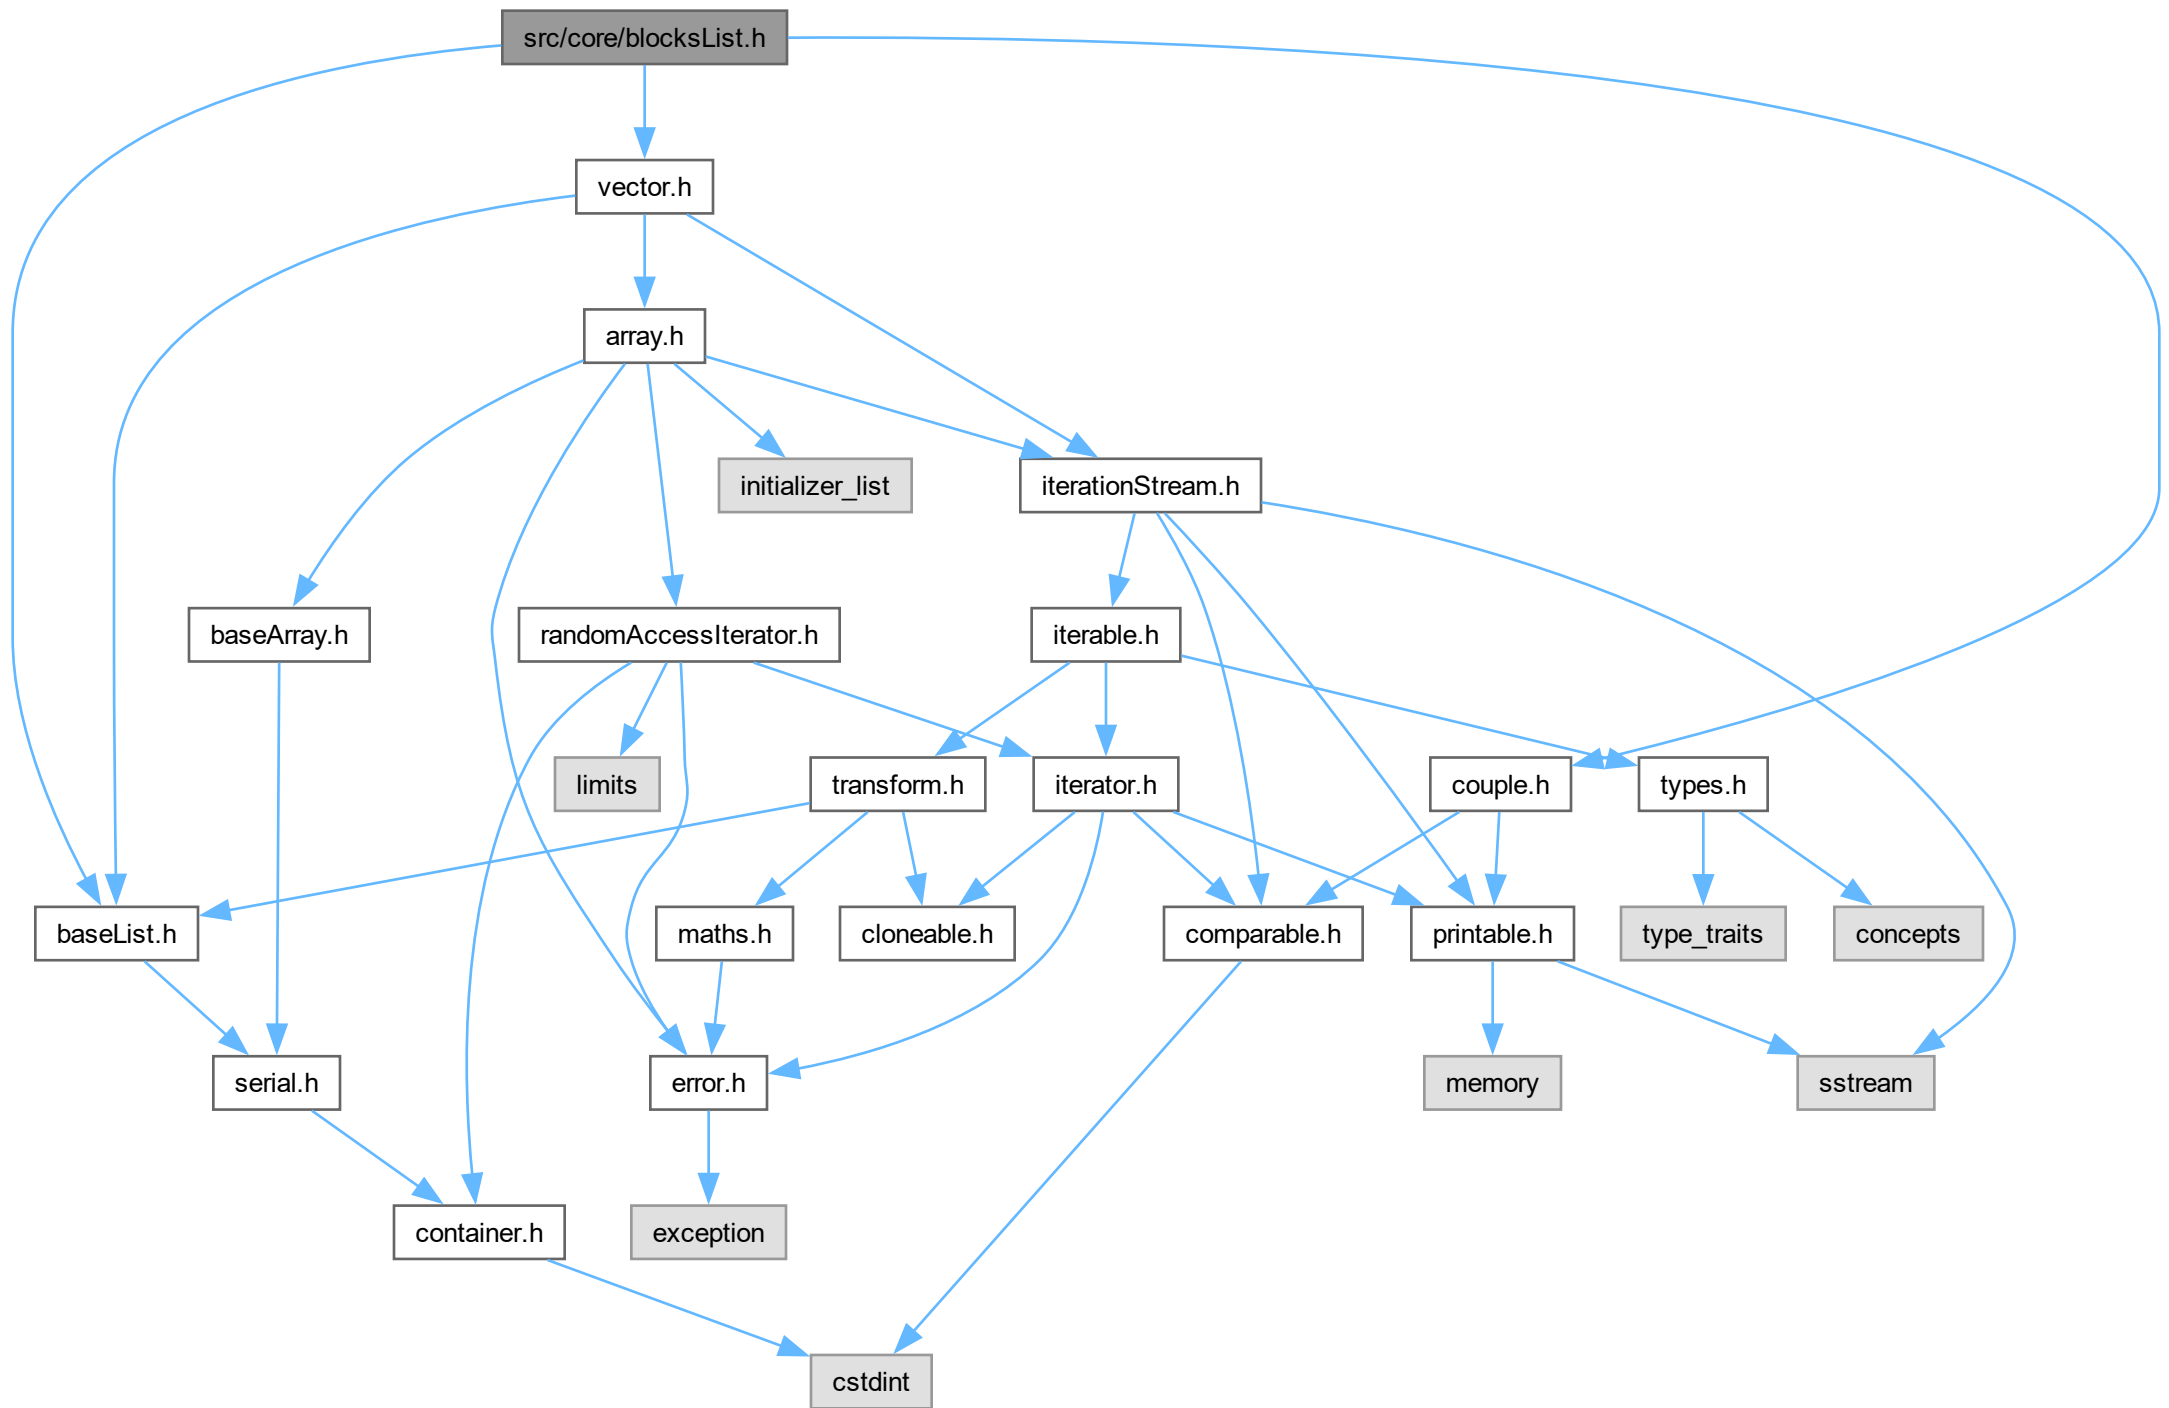 src/core/blocksList.h
vector.h
array.h
initializer_list
iterationStream.h
baseArray.h
randomAccessIterator.h
iterable.h
limits
transform.h
iterator.h
couple.h
types.h
baseList.h
maths.h
cloneable.h
comparable.h
printable.h
type_traits
concepts
serial.h
error.h
memory
sstream
container.h
exception
cstdint